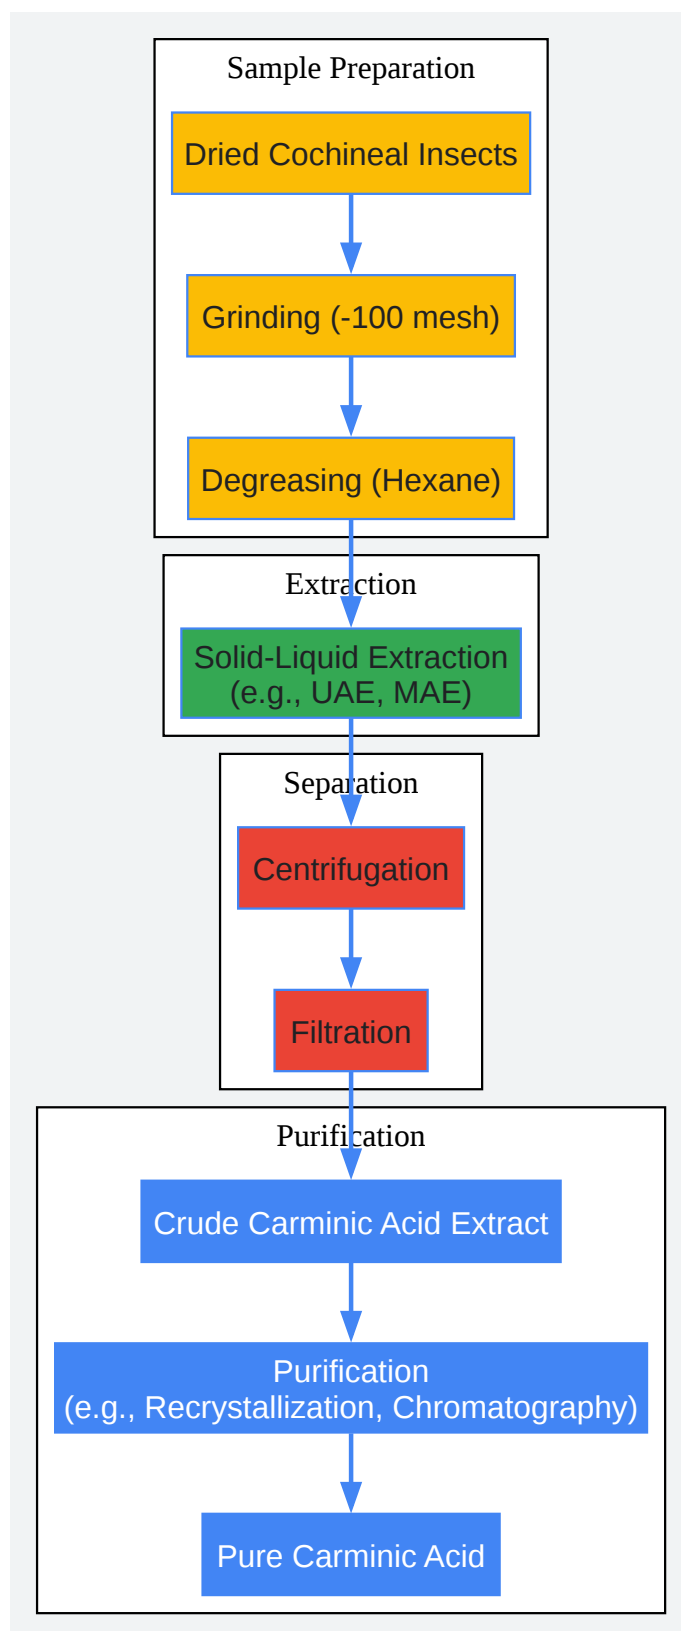 Sample Preparation
Dried Cochineal Insects
Grinding (-100 mesh)
Degreasing (Hexane)
Extraction
Solid-Liquid Extraction
(e.g., UAE, MAE)
Separation
Centrifugation
Filtration
Purification
Crude Carminic Acid Extract
Purification
(e.g., Recrystallization, Chromatography)
Pure Carminic Acid